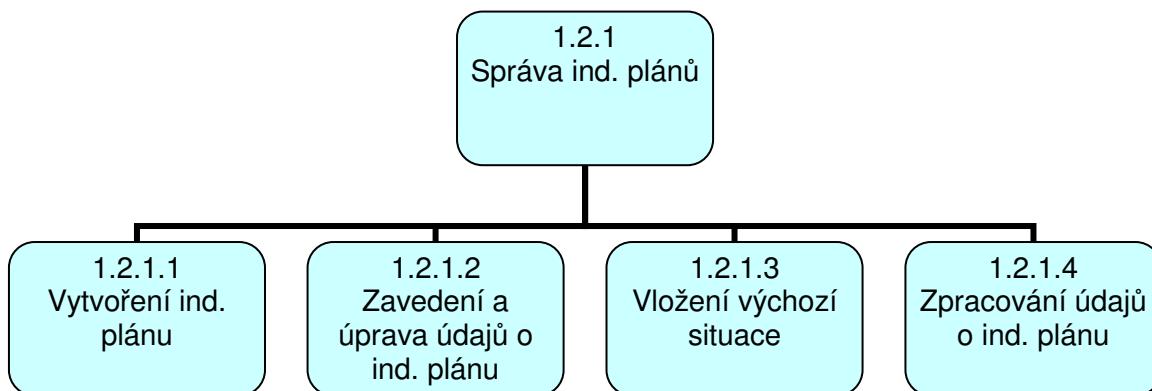 1.2.1
Správa ind. plánů
1.2.1.1
Vytvoření ind.
plánu
1.2.1.2
Zavedení a
úprava údajů o
ind. plánu
1.2.1.3
Vložení výchozí
situace
1.2.1.4
Zpracování údajů
o ind. plánu